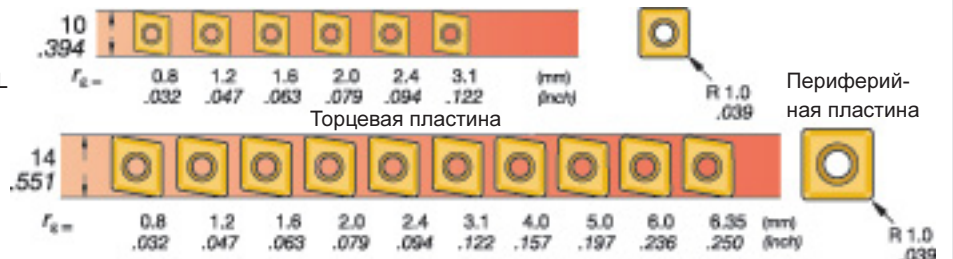 10
.394
rε = 0.8 1.2 1.6 2.0 2.4 3.1 (mm)
.032 .047 .063 .079 .094 .122 (inch)
R 1.0
.039
Периферий-
ная пластина
Торцевая пластина
14
.551
rε = 0.8 1.2 1.6 2.0 2.4 3.1 4.0 5.0 6.0 6.35 (mm)
.032 .047 .063 .079 .094 .122 .157 .197 .236 .250 (inch)
R 1.0
.039